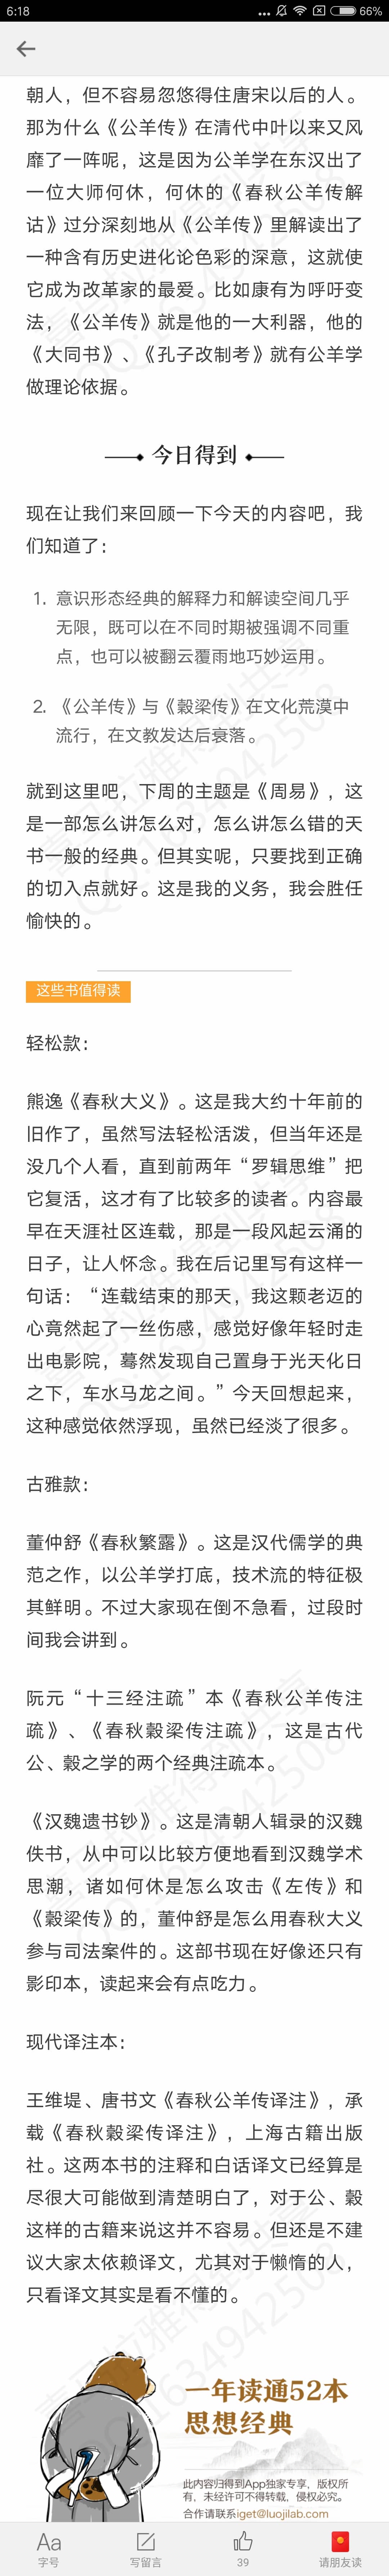 6:18
66%
朝人，但不容易忽悠得住唐宋以后的人。
那为什么《公羊传》在清代中叶以来又风
靡了一阵呢，这是因为公羊学在东汉出了
一位大师何休，何休的《春秋公羊传解
诂》过分深刻地从《公羊传》里解读出了
一种含有历史进化论色彩的深意，这就使
它成为改革家的最爱。比如康有为呼吁变
法，《公羊传》就是他的一大利器，他的
《大同书》、《孔子改制考》就有公羊学
做理论依据。
今日得到
现在让我们来回顾一下今天的内容吧，我
们知道了：
1. 意识形态经典的解释力和解读空间几乎
无限，既可以在不同时期被强调不同重
点，也可以被翻云覆雨地巧妙运用。
2. 《公羊传》与《穀梁传》在文化荒漠中
流行，在文教发达后衰落。
就到这里吧，下周的主题是《周易》，这
是一部怎么讲怎么对，怎么讲怎么错的天
书一般的经典。但其实呢，只要找到正确
的切入点就好。这是我的义务，我会胜任
愉快的。
这些书值得读
轻松款：
熊逸《春秋大义》。这是我大约十年前的
旧作了，虽然写法轻松活泼，但当年还是
没几个人看，直到前两年“罗辑思维”把
它复活，这才有了比较多的读者。内容最
早在天涯社区连载，那是一段风起云涌的
日子，让人怀念。我在后记里写有这样一
句话：“连载结束的那天，我这颗老迈的
心竟然起了一丝伤感，感觉好像年轻时走
出电影院，蓦然发现自己置身于光天化日
之下，车水马龙之间。”今天回想起来，
这种感觉依然浮现，虽然已经淡了很多。
古雅款：
董仲舒《春秋繁露》。这是汉代儒学的典
范之作，以公羊学打底，技术流的特征极
其鲜明。不过大家现在倒不急看，过段时
间我会讲到。
阮元“十三经注疏”本《春秋公羊传注
疏》、《春秋穀梁传注疏》，这是古代
公、穀之学的两个经典注疏本。
《汉魏遗书钞》。这是清朝人辑录的汉魏
佚书，从中可以比较方便地看到汉魏学术
思潮，诸如何休是怎么攻击《左传》和
《穀梁传》的，董仲舒是怎么用春秋大义
参与司法案件的。这部书现在好像还只有
影印本，读起来会有点吃力。
现代译注本：
王维堤、唐书文《春秋公羊传译注》，承
载《春秋穀梁传译注》，上海古籍出版
社。这两本书的注释和白话译文已经算是
尽很大可能做到清楚明白了，对于公、穀
这样的古籍来说这并不容易。但还是不建
议大家太依赖译文，尤其对于懒惰的人，
只看译文其实是看不懂的。
一年读通52本
思想经典
此内容归得到App独家专享，版权所
有，未经许可不得转载，侵权必究。
合作请联系iget@luojilab.com
Aa
字号
写留言
39
请朋友读